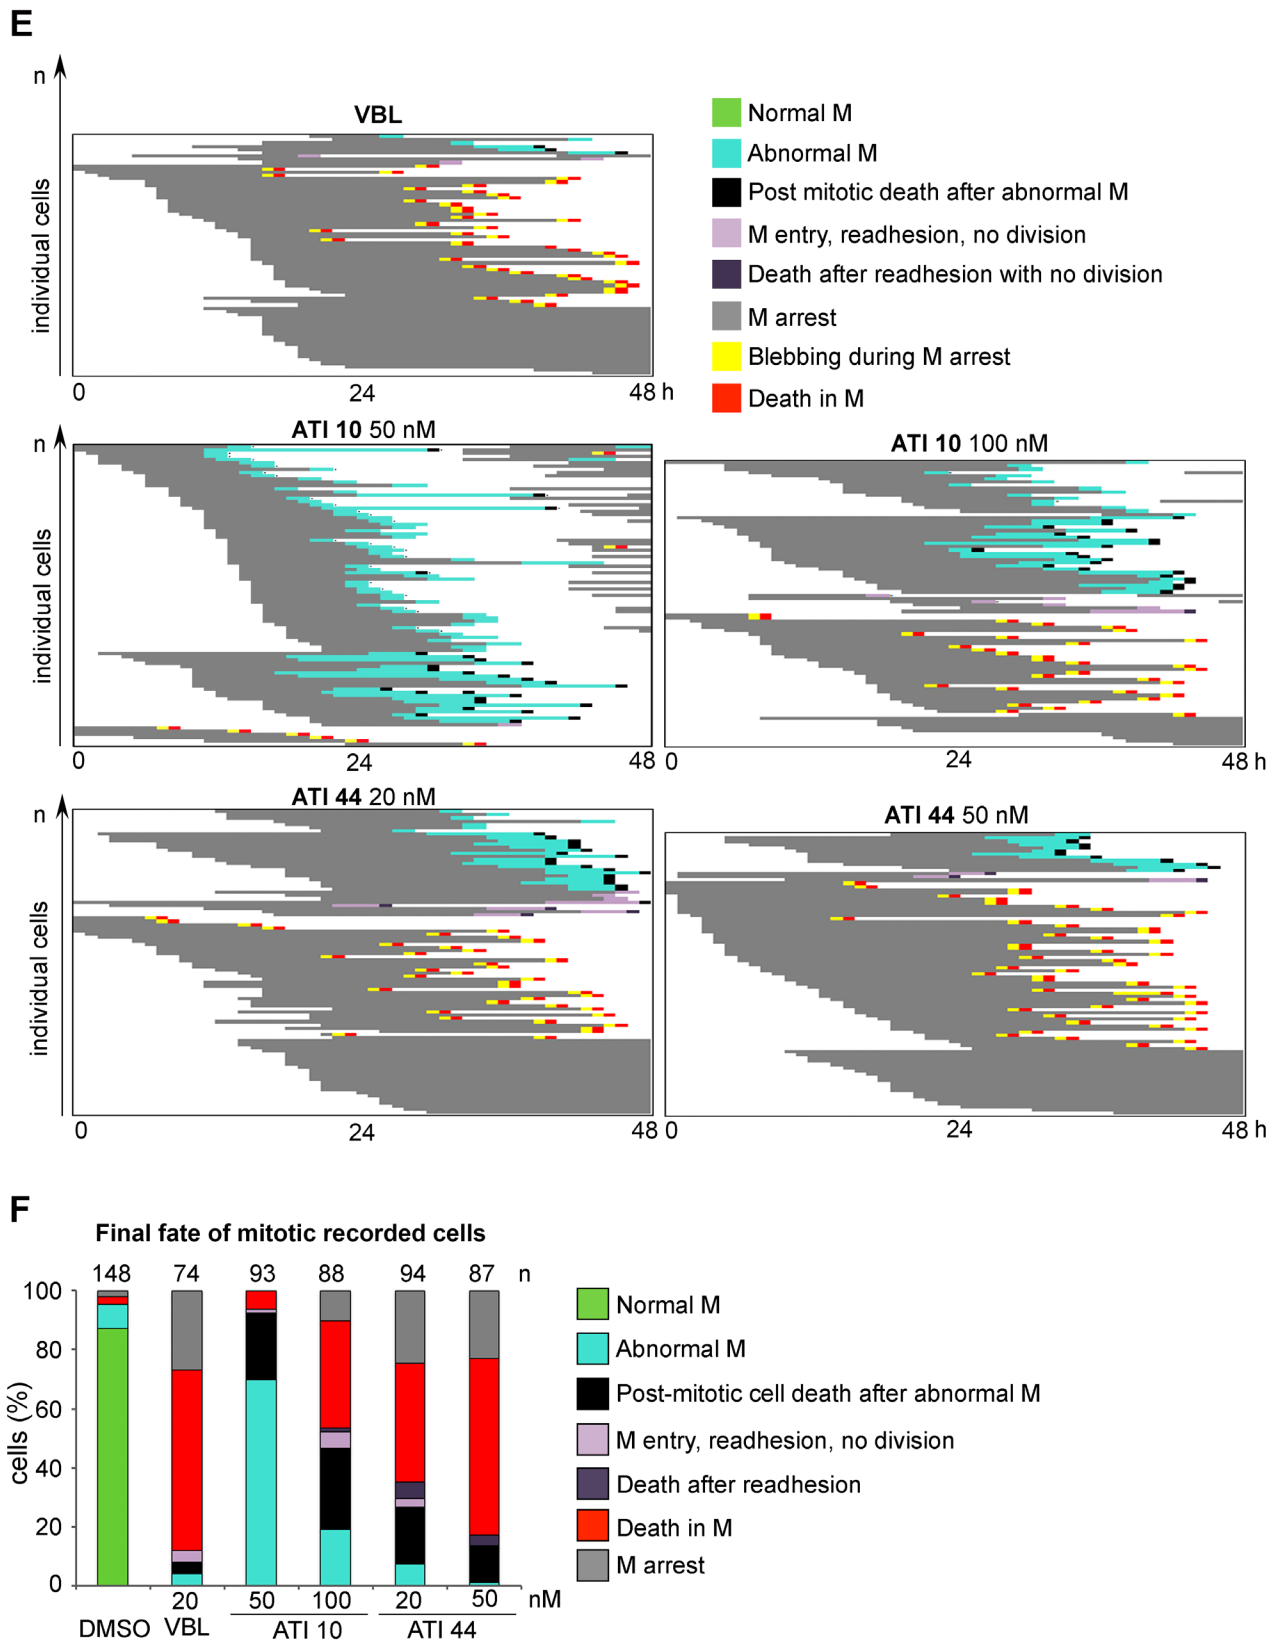 E
n
VBL
individual cells
0 24 48 h
Normal M
Abnormal M
Post mitotic death after abnormal M
M entry, readhesion, no division
Death after readhesion with no division
M arrest
Blebbing during M arrest
Death in M
n
ATI 10 50 nM
individual cells
0 24 48
ATI 10 100 nM
0 24 48 h
n
ATI 44 20 nM
individual cells
0 24 48
ATI 44 50 nM
0 24 48 h
F
Final fate of mitotic recorded cells
148 74 93 88 94 87 n
cells (%)
100
80
60
40
20
0
20 50 100 20 50 nM
DMSO VBL ATI 10 ATI 44
Normal M
Abnormal M
Post-mitotic cell death after abnormal M
M entry, readhesion, no division
Death after readhesion
Death in M
M arrest